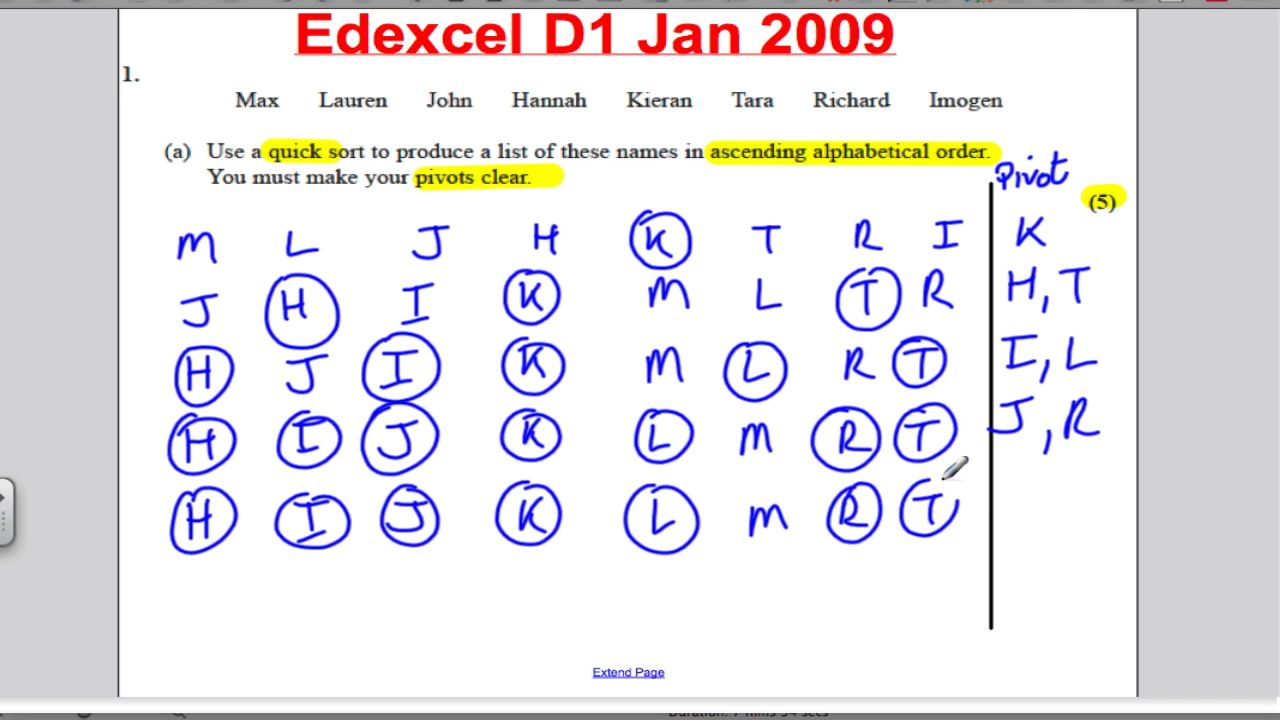 Edexcel D1 Jan 2009
1.
Max Lauren John Hannah Kieran Tara Richard Imogen
(a) Use a quick sort to produce a list of these names in ascending alphabetical order.
You must make your pivots clear.
Pivot
(5)
M L J H K T R I K
J H I K M L T R H, T
H J I K M L R T I, L
H I J K L M R T J, R
H I J K L M R T
Extend Page